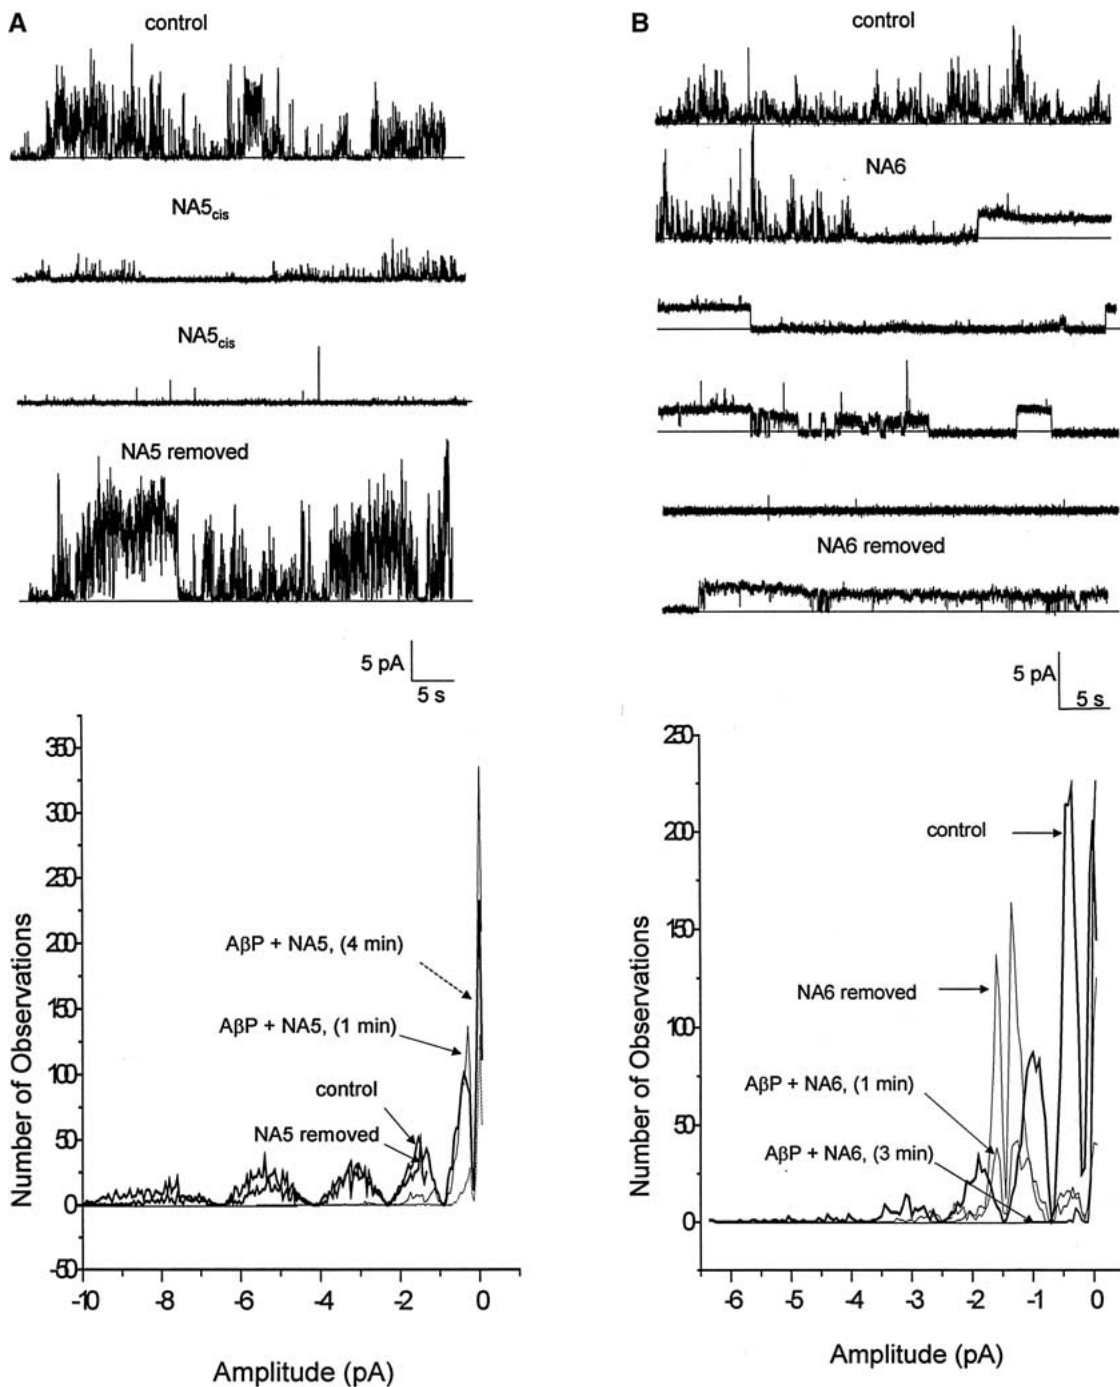 A
control
NA5cis
NA5cis
NA5 removed
5 pA
5 s
350
300
250
200
150
100
50
0
-50
-10
-8
-6
-4
-2
0
Number of Observations
Amplitude (pA)
AβP + NA5, (4 min)
AβP + NA5, (1 min)
control
NA5 removed
B
control
NA6
NA6 removed
5 pA
5 s
250
200
150
100
50
0
-6
-5
-4
-3
-2
-1
0
Number of Observations
Amplitude (pA)
control
NA6 removed
AβP + NA6, (1 min)
AβP + NA6, (3 min)